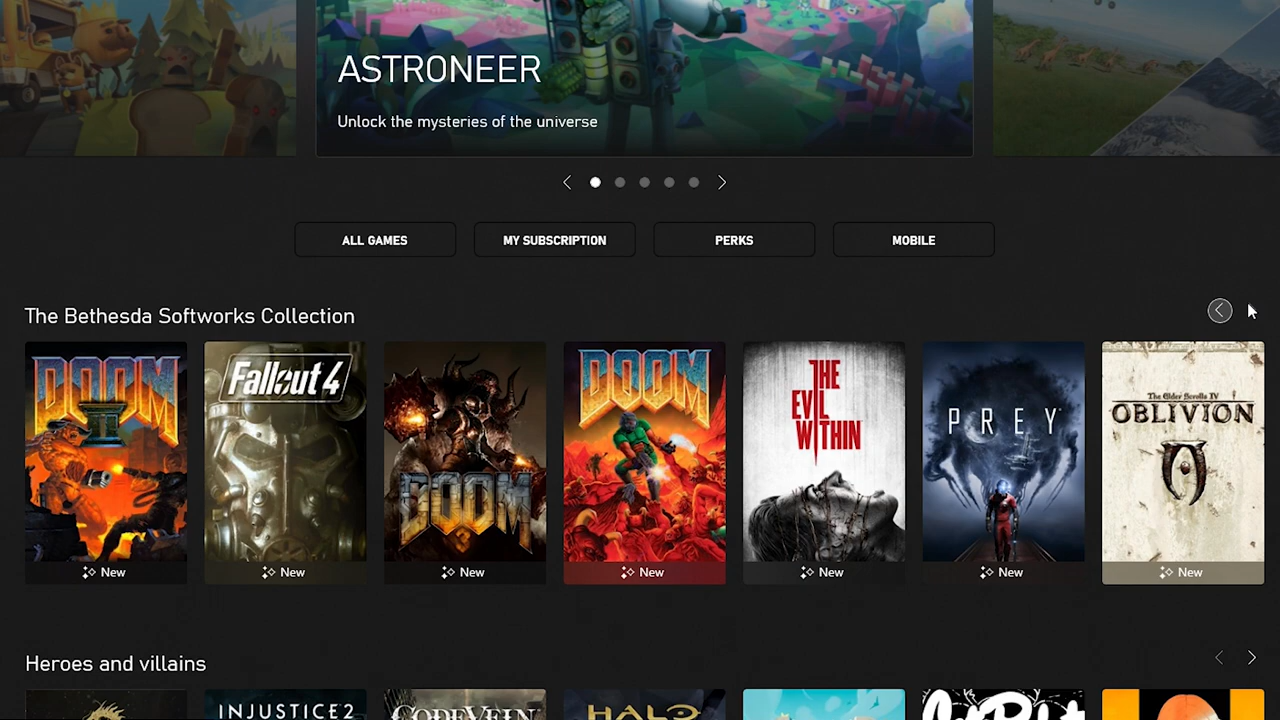 ASTRONEER
Unlock the mysteries of the universe
ALL GAMES
MY SUBSCRIPTION
PERKS
MOBILE
The Bethesda Softworks Collection
DOOM
II
New
Fallout 4
New
DOOM
3
New
DOOM
New
THE
EVIL
WITHIN
New
PREY
New
The Elder Scrolls IV
OBLIVION
New
Heroes and villains
INJUSTICE 2
CODE VEIN
HALO